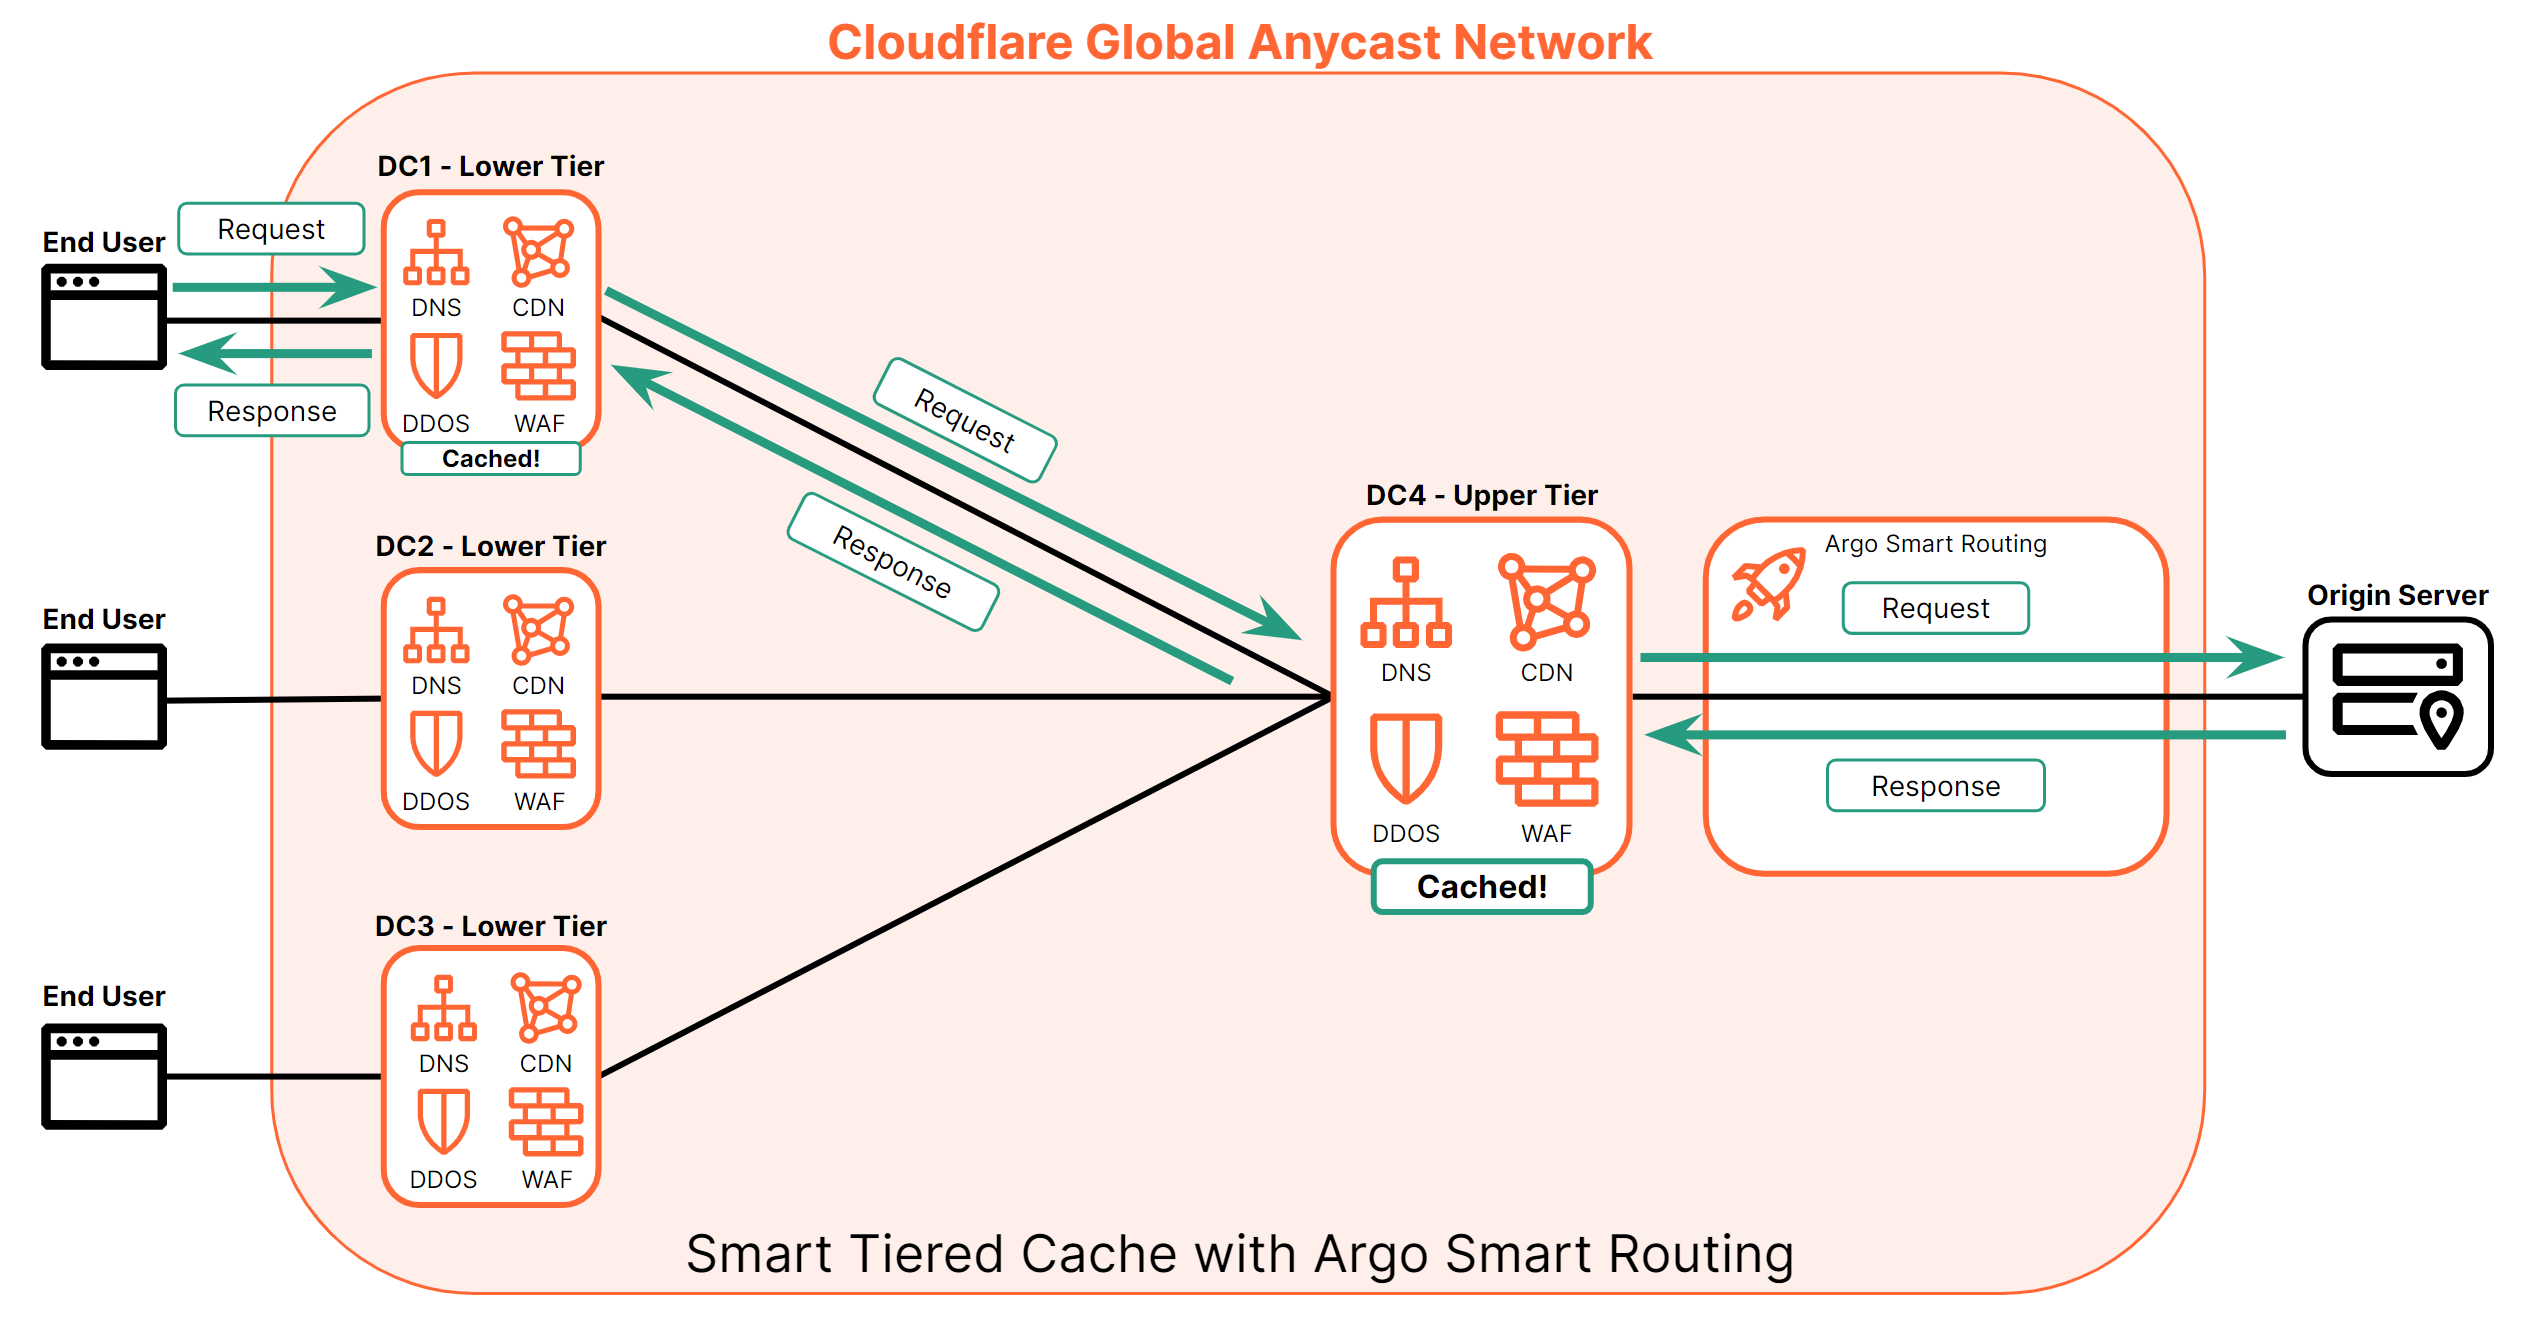 Cloudflare Global Anycast Network
DC1 - Lower Tier
Request
End User
DNS
CDN
Response
DDOS
WAF
Cached!
Request
Response
DC2 - Lower Tier
End User
DNS
CDN
DDOS
WAF
DC4 - Upper Tier
DNS
CDN
DDOS
WAF
Cached!
Argo Smart Routing
Request
Response
Origin Server
DC3 - Lower Tier
End User
DNS
CDN
DDOS
WAF
Smart Tiered Cache with Argo Smart Routing